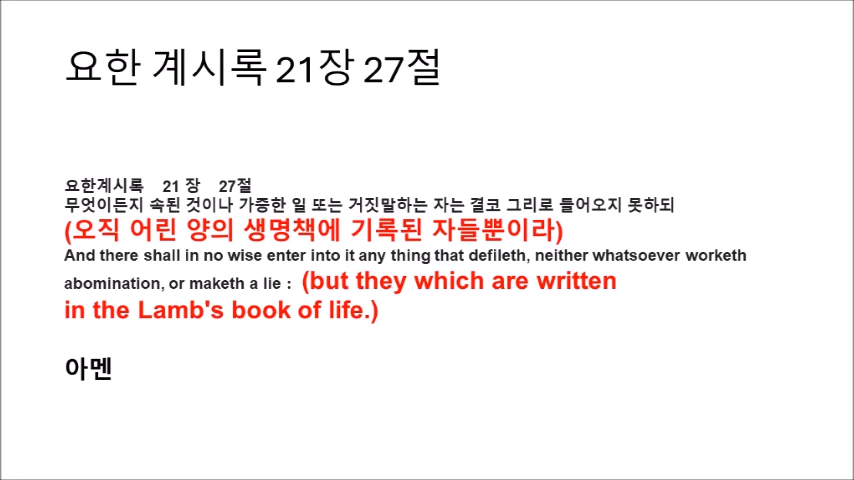 요한 계시록 21장 27절
요한계시록 21 장 27절
무엇이든지 속된 것이나 가증한 일 또는 거짓말하는 자는 결코 그리로 들어오지 못하되
(오직 어린 양의 생명책에 기록된 자들뿐이라)
And there shall in no wise enter into it any thing that defileth, neither whatsoever worketh
abomination, or maketh a lie : (but they which are written
in the Lamb's book of life.)
아멘